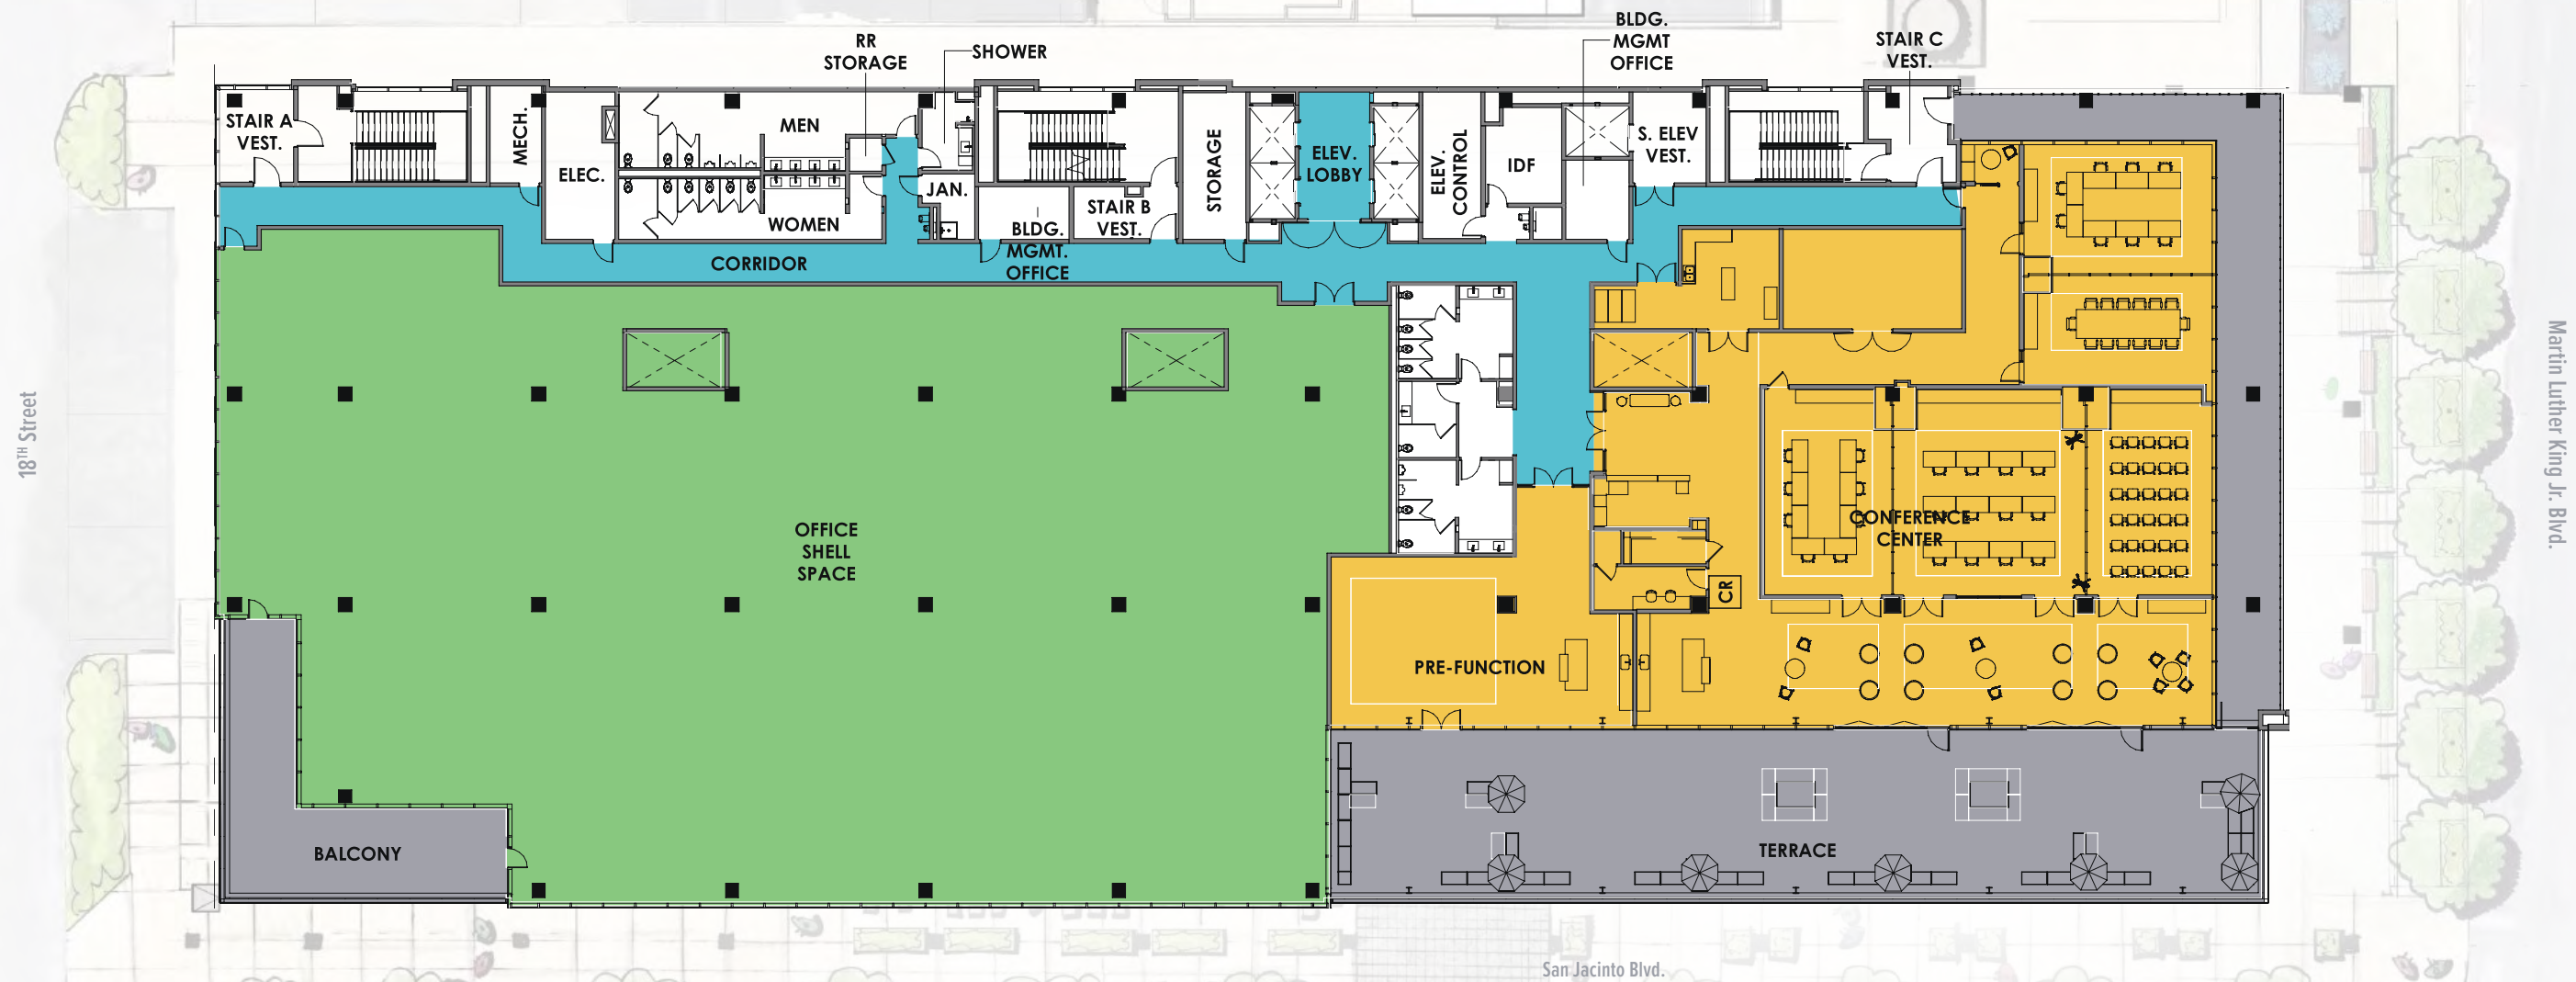 BLDG.
MGMT
OFFICE
RR
STORAGE
SHOWER
STAIR C
VEST.
STAIR A
VEST.
MECH.
ELEC.
MEN
WOMEN
JAN.
BLDG.
MGMT.
OFFICE
STAIR B
VEST.
STORAGE
ELEV.
LOBBY
ELEV.
CONTROL
IDF
S. ELEV
VEST.
CORRIDOR
OFFICE
SHELL
SPACE
CONFERENCE
CENTER
CR
PRE-FUNCTION
BALCONY
TERRACE
18TH Street
Martin Luther King Jr. Blvd.
San Jacinto Blvd.